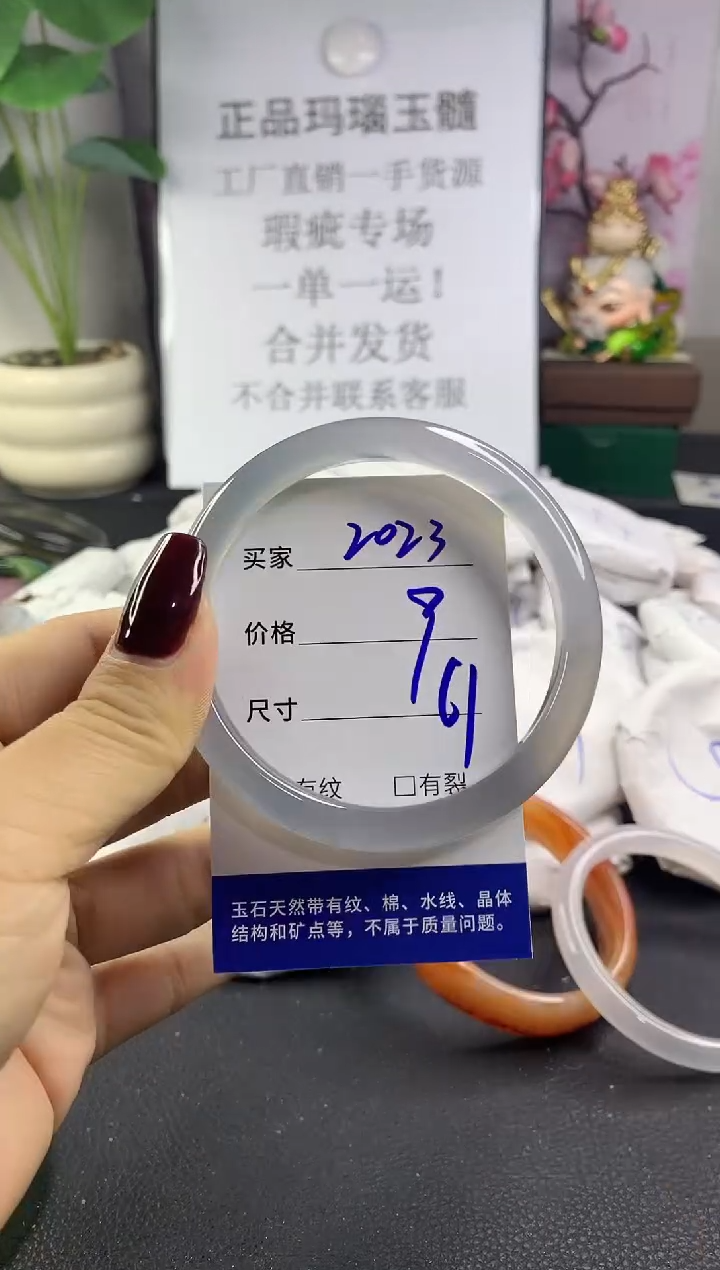 正品玛瑙玉髓
工厂直销一手货源
瑕疵专场
一单一运！
合并发货
不合并联系客服
买家 2023
价格 9
尺寸 61
有纹 □有裂
玉石天然带有纹、棉、水线、晶体
结构和矿点等，不属于质量问题。